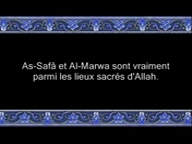 As-Safâ et Al-Marwa sont vraiment
parmi les lieux sacrés d'Allah.